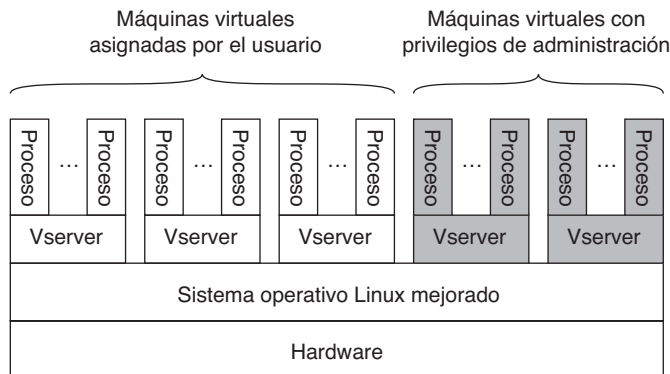 Máquinas virtuales
asignadas por el usuario
Máquinas virtuales con
privilegios de administración
Proceso ... Proceso Proceso ... Proceso Proceso ... Proceso Proceso ... Proceso Proceso ... Proceso
Vserver Vserver Vserver Vserver Vserver
Sistema operativo Linux mejorado
Hardware